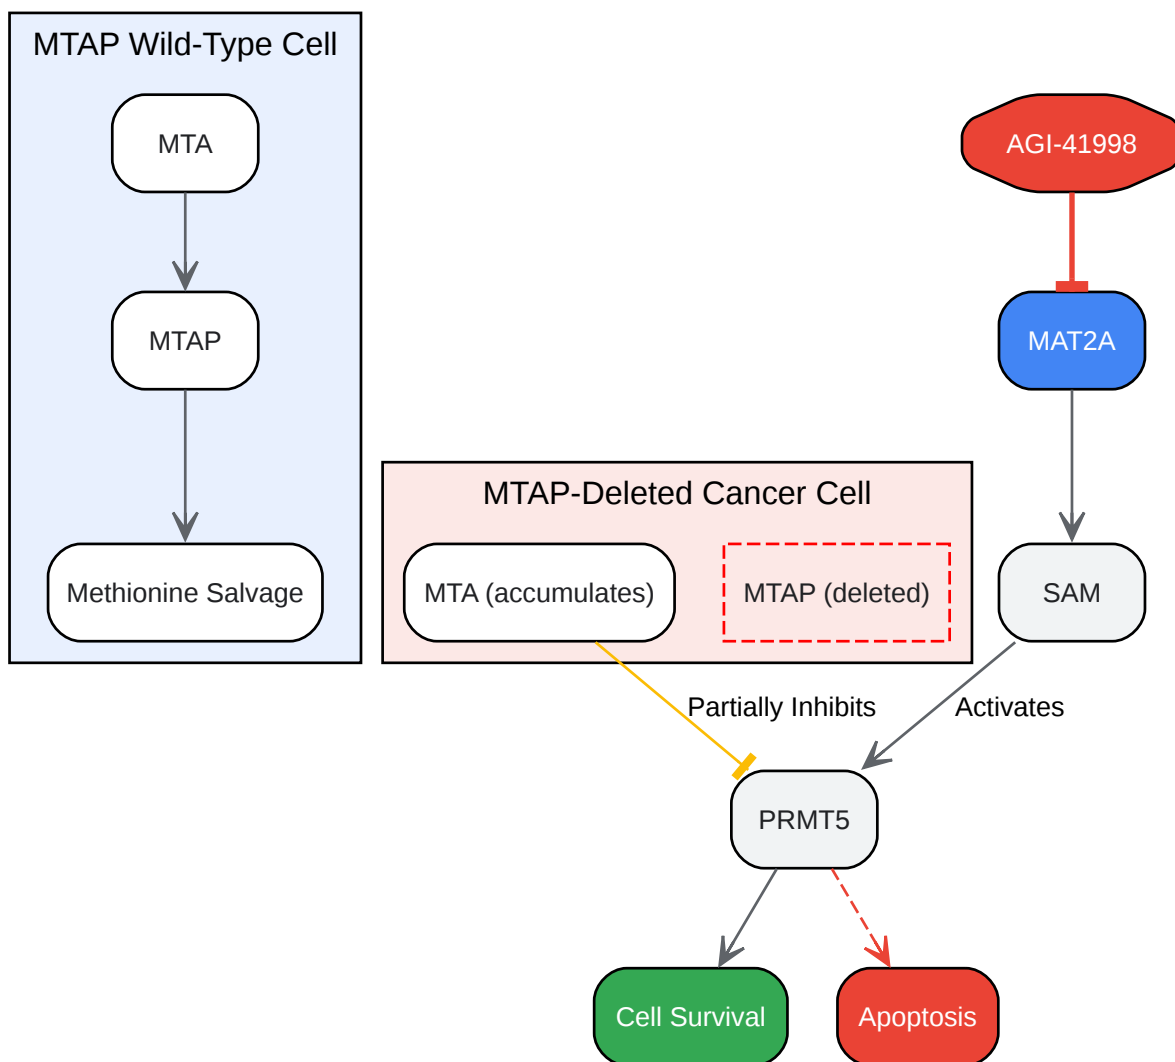 MTAP Wild-Type Cell
MTA
AGI-41998
MTAP
MAT2A
MTAP-Deleted Cancer Cell
Methionine Salvage
MTA (accumulates)
MTAP (deleted)
SAM
Partially Inhibits
Activates
PRMT5
Cell Survival
Apoptosis